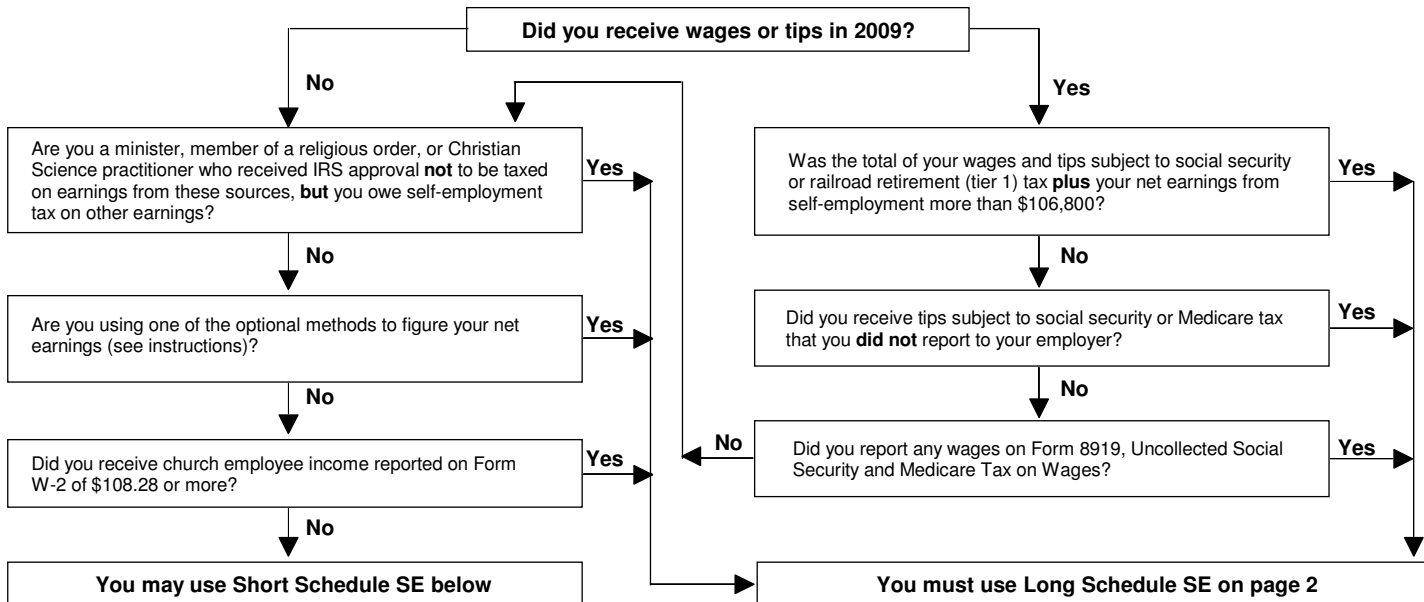 Did you receive wages or tips in 2009?
No
Yes
Are you a minister, member of a religious order, or Christian
Science practitioner who received IRS approval not to be taxed
on earnings from these sources, but you owe self-employment
tax on other earnings?
Yes
Was the total of your wages and tips subject to social security
or railroad retirement (tier 1) tax plus your net earnings from
self-employment more than $106,800?
Yes
No
No
Are you using one of the optional methods to figure your net
earnings (see instructions)?
Yes
Did you receive tips subject to social security or Medicare tax
that you did not report to your employer?
Yes
No
No
Did you receive church employee income reported on Form
W-2 of $108.28 or more?
Yes
No
Did you report any wages on Form 8919, Uncollected Social
Security and Medicare Tax on Wages?
Yes
No
You may use Short Schedule SE below
You must use Long Schedule SE on page 2